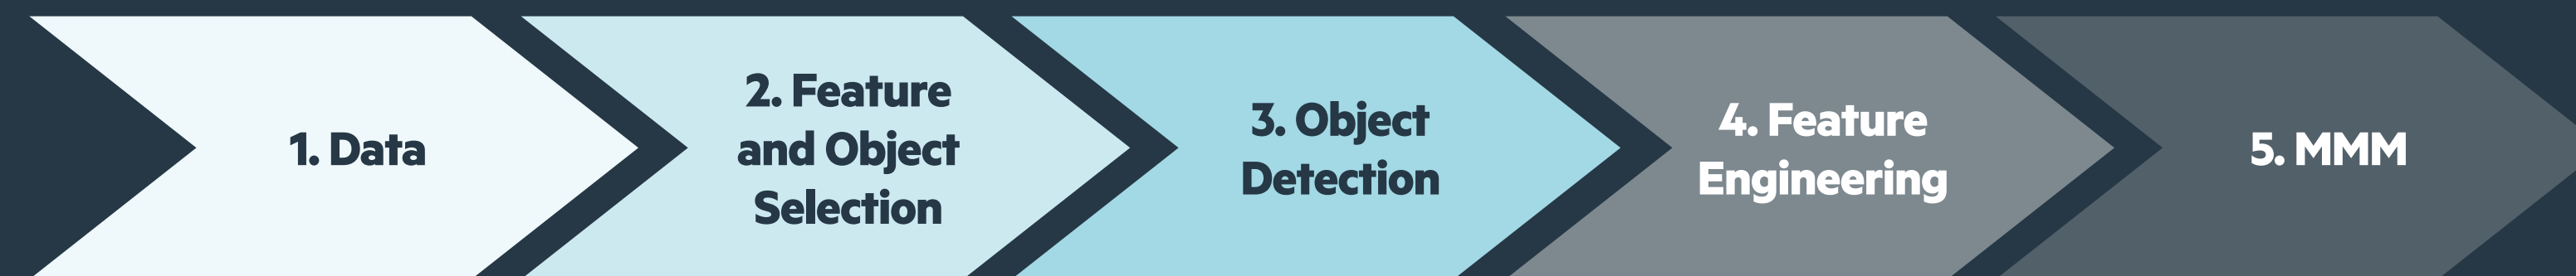 1. Data
2. Feature
and Object
Selection
3. Object
Detection
4. Feature
Engineering
5. MMM